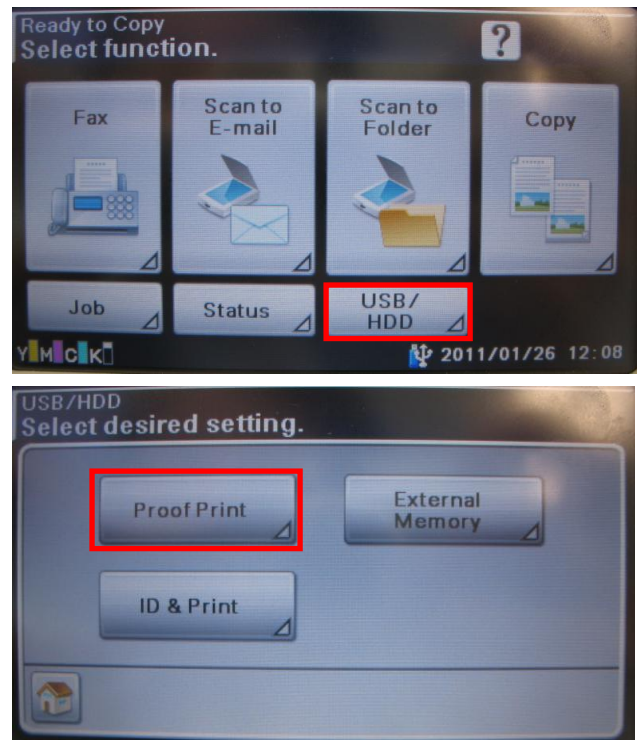 Ready to Copy
Select function.
?
Fax
Scan to
E-mail
Scan to
Folder
Copy
Job
Status
USB/
HDD
Y M C K
2011/01/26 12:08
USB/HDD
Select desired setting.
Proof Print
External
Memory
ID & Print